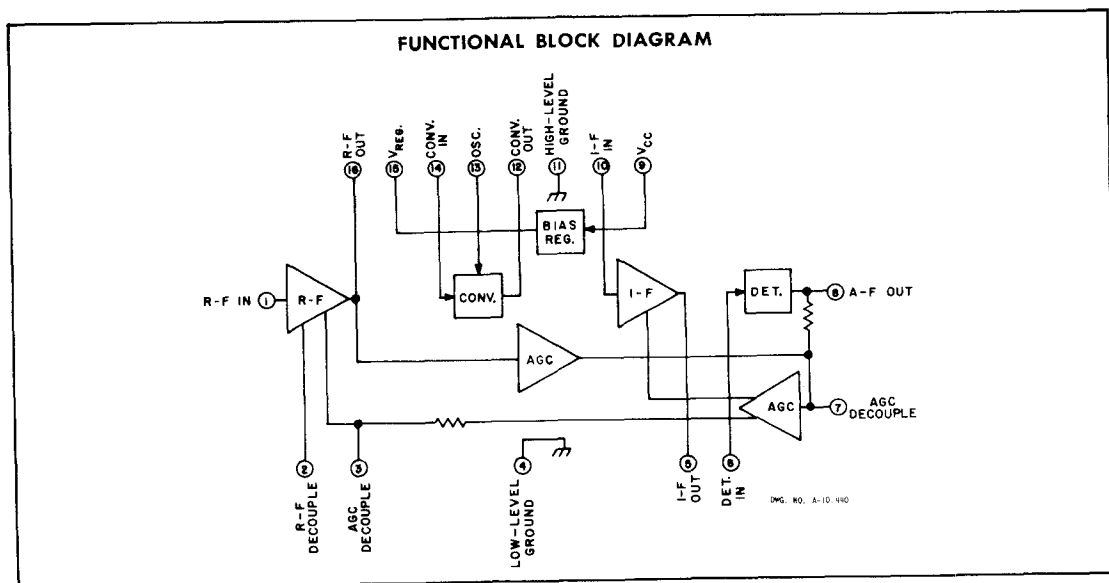 FUNCTIONAL BLOCK DIAGRAM
R-F
OUT
VREG.
CONV.
IN
OSC.
CONV.
OUT
HIGH-LEVEL
GROUND
I-F
IN
VCC
16
15
14
13
12
11
10
9
BIAS
REG.
R-F IN
1
R-F
CONV.
I-F
DET.
8
A-F OUT
AGC
AGC
7
AGC
DECOUPLE
2
3
4
5
6
R-F
DECOUPLE
AGC
DECOUPLE
LOW-LEVEL
GROUND
I-F
OUT
DET.
IN
DWG. NO. A-10,440